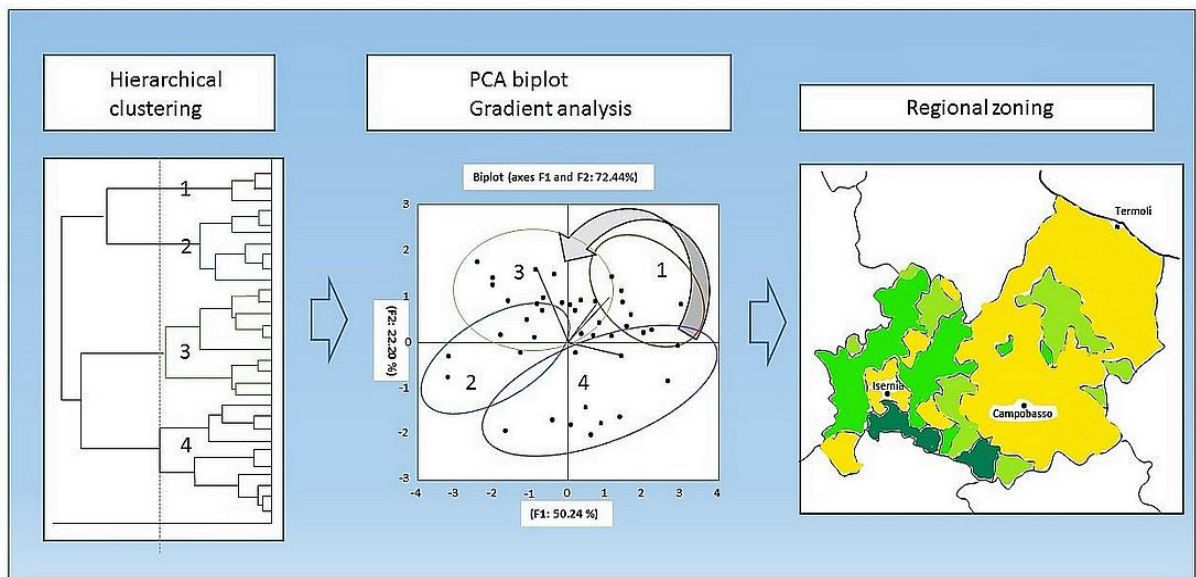 Hierarchical
clustering
PCA biplot
Gradient analysis
Regional zoning
1
2
3
4
Biplot (axes F1 and F2: 72.44%)
3
2
1
0
-1
-2
-3
(F2: 22.20 %)
3
1
2
4
-4 -3 -2 -1 0 1 2 3 4
(F1: 50.24 %)
Termoli
Isernia
Campobasso